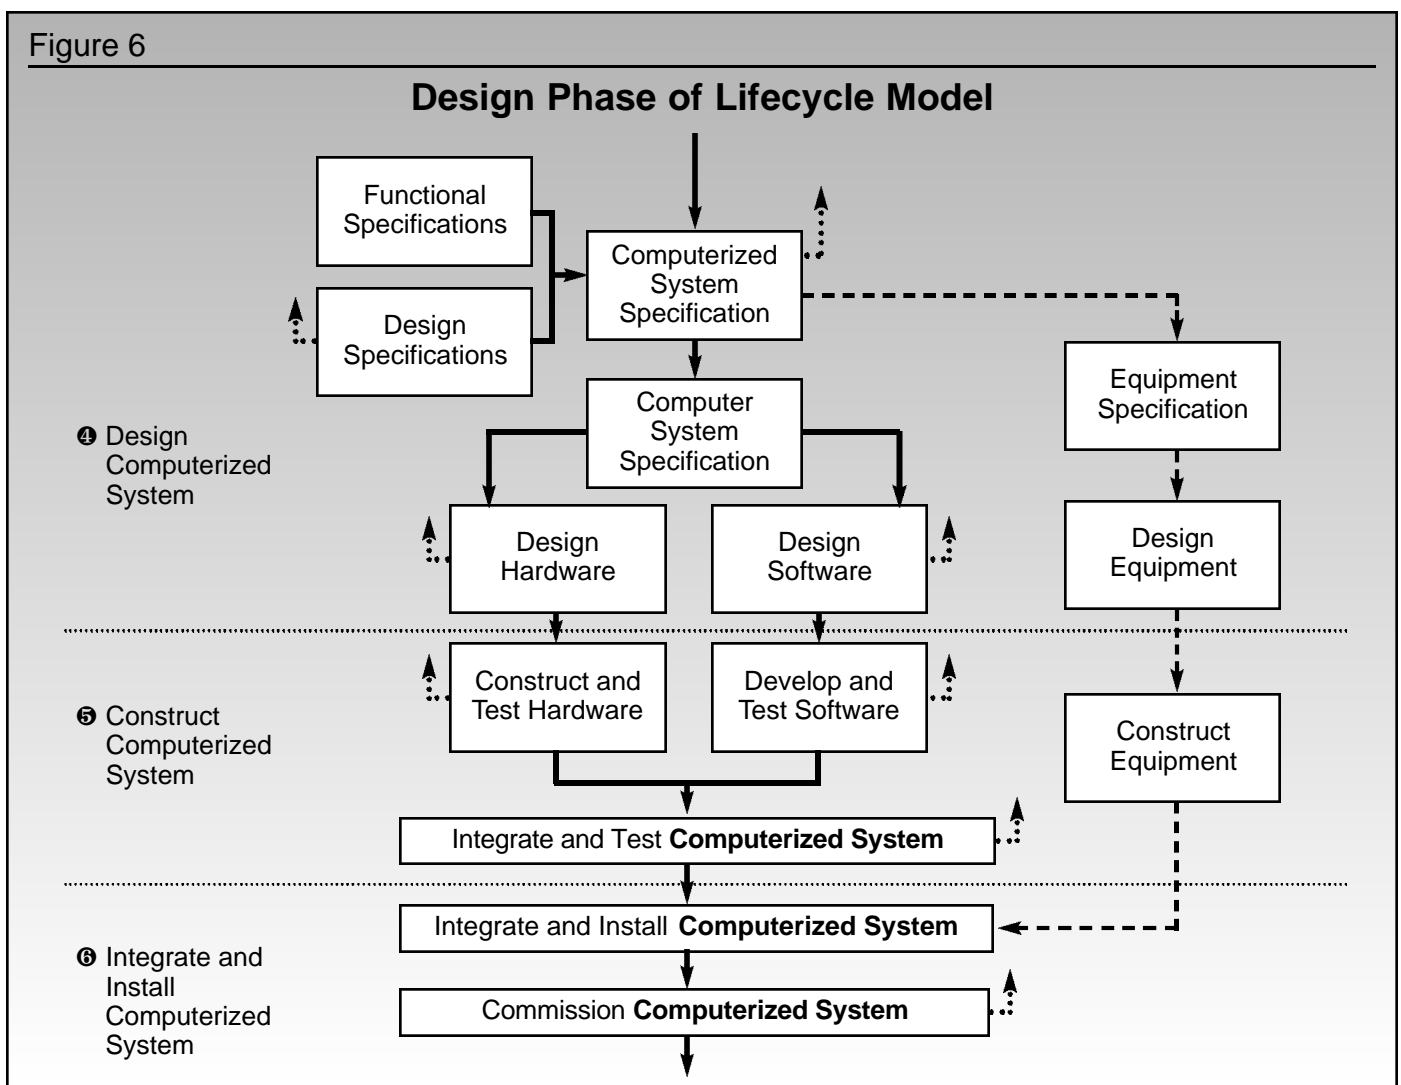 Figure 6
Design Phase of Lifecycle Model
Functional
Specifications
Computerized
System
Specification
Design
Specifications
Equipment
Specification
Computer
System
Specification
❹ Design
Computerized
System
Design
Hardware
Design
Software
Design
Equipment
Construct and
Test Hardware
Develop and
Test Software
❺ Construct
Computerized
System
Construct
Equipment
Integrate and Test Computerized System
Integrate and Install Computerized System
❻ Integrate and
Install
Computerized
System
Commission Computerized System